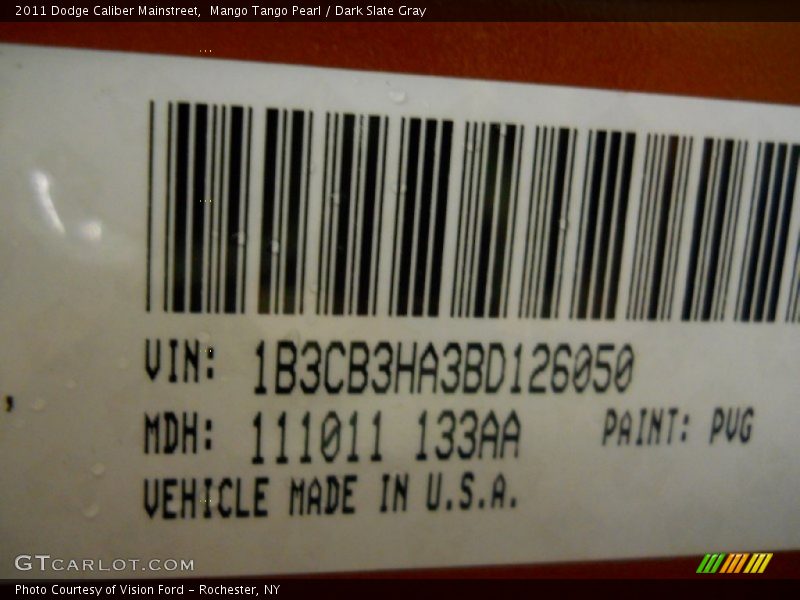 2011 Dodge Caliber Mainstreet,  Mango Tango Pearl / Dark Slate Gray
VIN: 1B3CB3HA3BD126050
MDH: 111011 133AA PAINT: PVG
VEHICLE MADE IN U.S.A.
GTCARLOT.COM
Photo Courtesy of Vision Ford - Rochester, NY